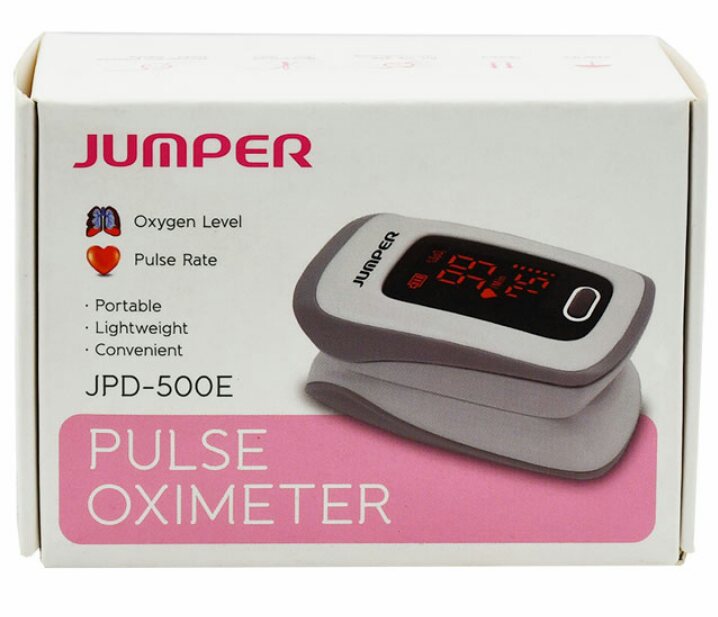 JUMPER
Oxygen Level
Pulse Rate
· Portable
· Lightweight
· Convenient
JPD-500E
PULSE
OXIMETER
JUMPER